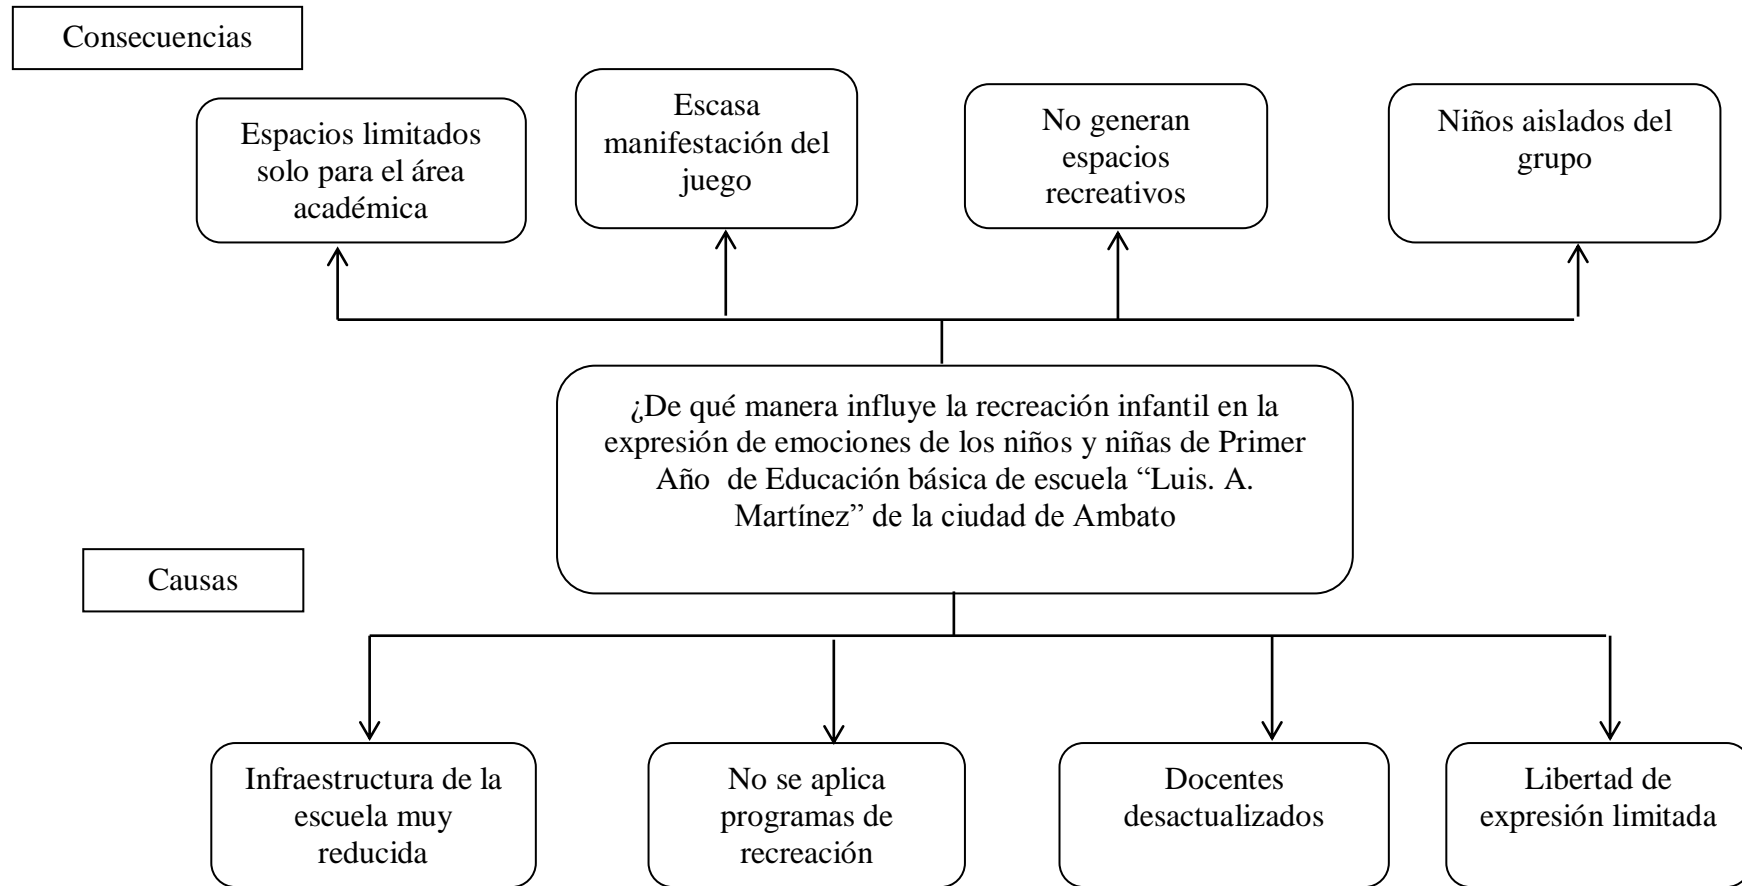 Consecuencias
Espacios limitados
solo para el área
académica
Escasa
manifestación del
juego
No generan
espacios
recreativos
Niños aislados del
grupo
¿De qué manera influye la recreación infantil en la
expresión de emociones de los niños y niñas de Primer
Año  de Educación básica de escuela “Luis. A.
Martínez” de la ciudad de Ambato
Causas
Infraestructura de la
escuela muy
reducida
No se aplica
programas de
recreación
Docentes
desactualizados
Libertad de
expresión limitada